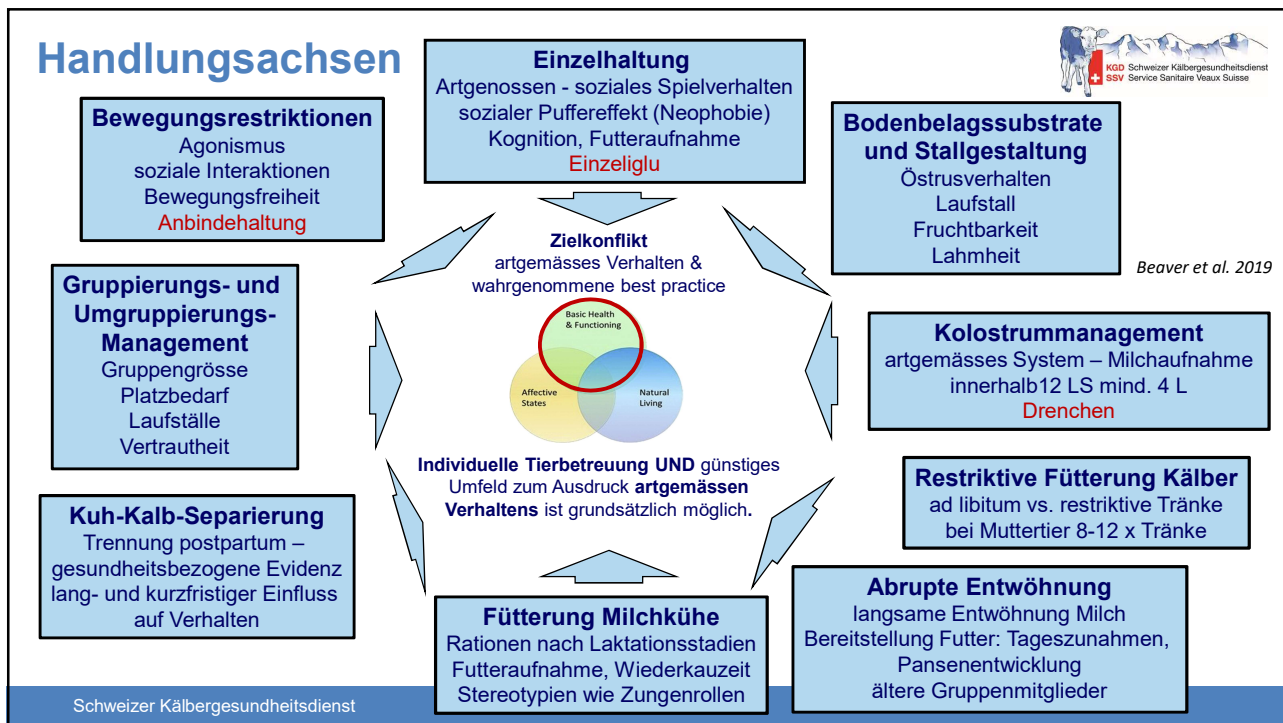 Handlungsachsen
KGD Schweizer Kälbergesundheitsdienst
SSV Service Sanitaire Veaux Suisse
Einzelhaltung
Artgenossen - soziales Spielverhalten
sozialer Puffereffekt (Neophobie)
Kognition, Futteraufnahme
Einzeliglu
Bewegungsrestriktionen
Agonismus
soziale Interaktionen
Bewegungsfreiheit
Anbindehaltung
Bodenbelagssubstrate
und Stallgestaltung
Östrusverhalten
Laufstall
Fruchtbarkeit
Lahmheit
Beaver et al. 2019
Zielkonflikt
artgemässes Verhalten &
wahrgenommene best practice
Basic Health
& Functioning
Affective
States
Natural
Living
Gruppierungs- und
Umgruppierungs-
Management
Gruppengrösse
Platzbedarf
Laufställe
Vertrautheit
Kolostrummanagement
artgemässes System – Milchaufnahme
innerhalb12 LS mind. 4 L
Drenchen
Individuelle Tierbetreuung UND günstiges
Umfeld zum Ausdruck artgemässen
Verhaltens ist grundsätzlich möglich.
Restriktive Fütterung Kälber
ad libitum vs. restriktive Tränke
bei Muttertier 8-12 x Tränke
Kuh-Kalb-Separierung
Trennung postpartum –
gesundheitsbezogene Evidenz
lang- und kurzfristiger Einfluss
auf Verhalten
Fütterung Milchkühe
Rationen nach Laktationsstadien
Futteraufnahme, Wiederkauzeit
Stereotypien wie Zungenrollen
Abrupte Entwöhnung
langsame Entwöhnung Milch
Bereitstellung Futter: Tageszunahmen,
Pansenentwicklung
ältere Gruppenmitglieder
Schweizer Kälbergesundheitsdienst